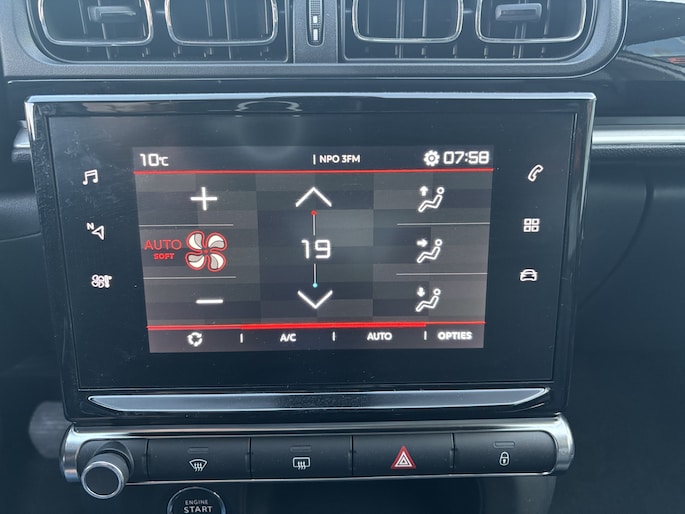 10°C
NPO 3FM
07:58
N
AUTO
SOFT
19
A/C
AUTO
OPTIES
ENGINE
START